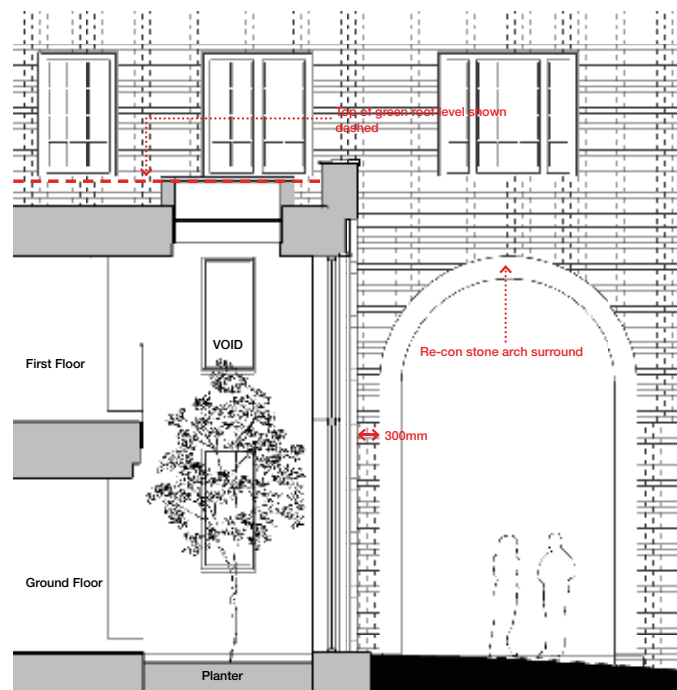 Top of green roof level shown
dashed
VOID
Re-con stone arch surround
First Floor
300mm
Ground Floor
Planter